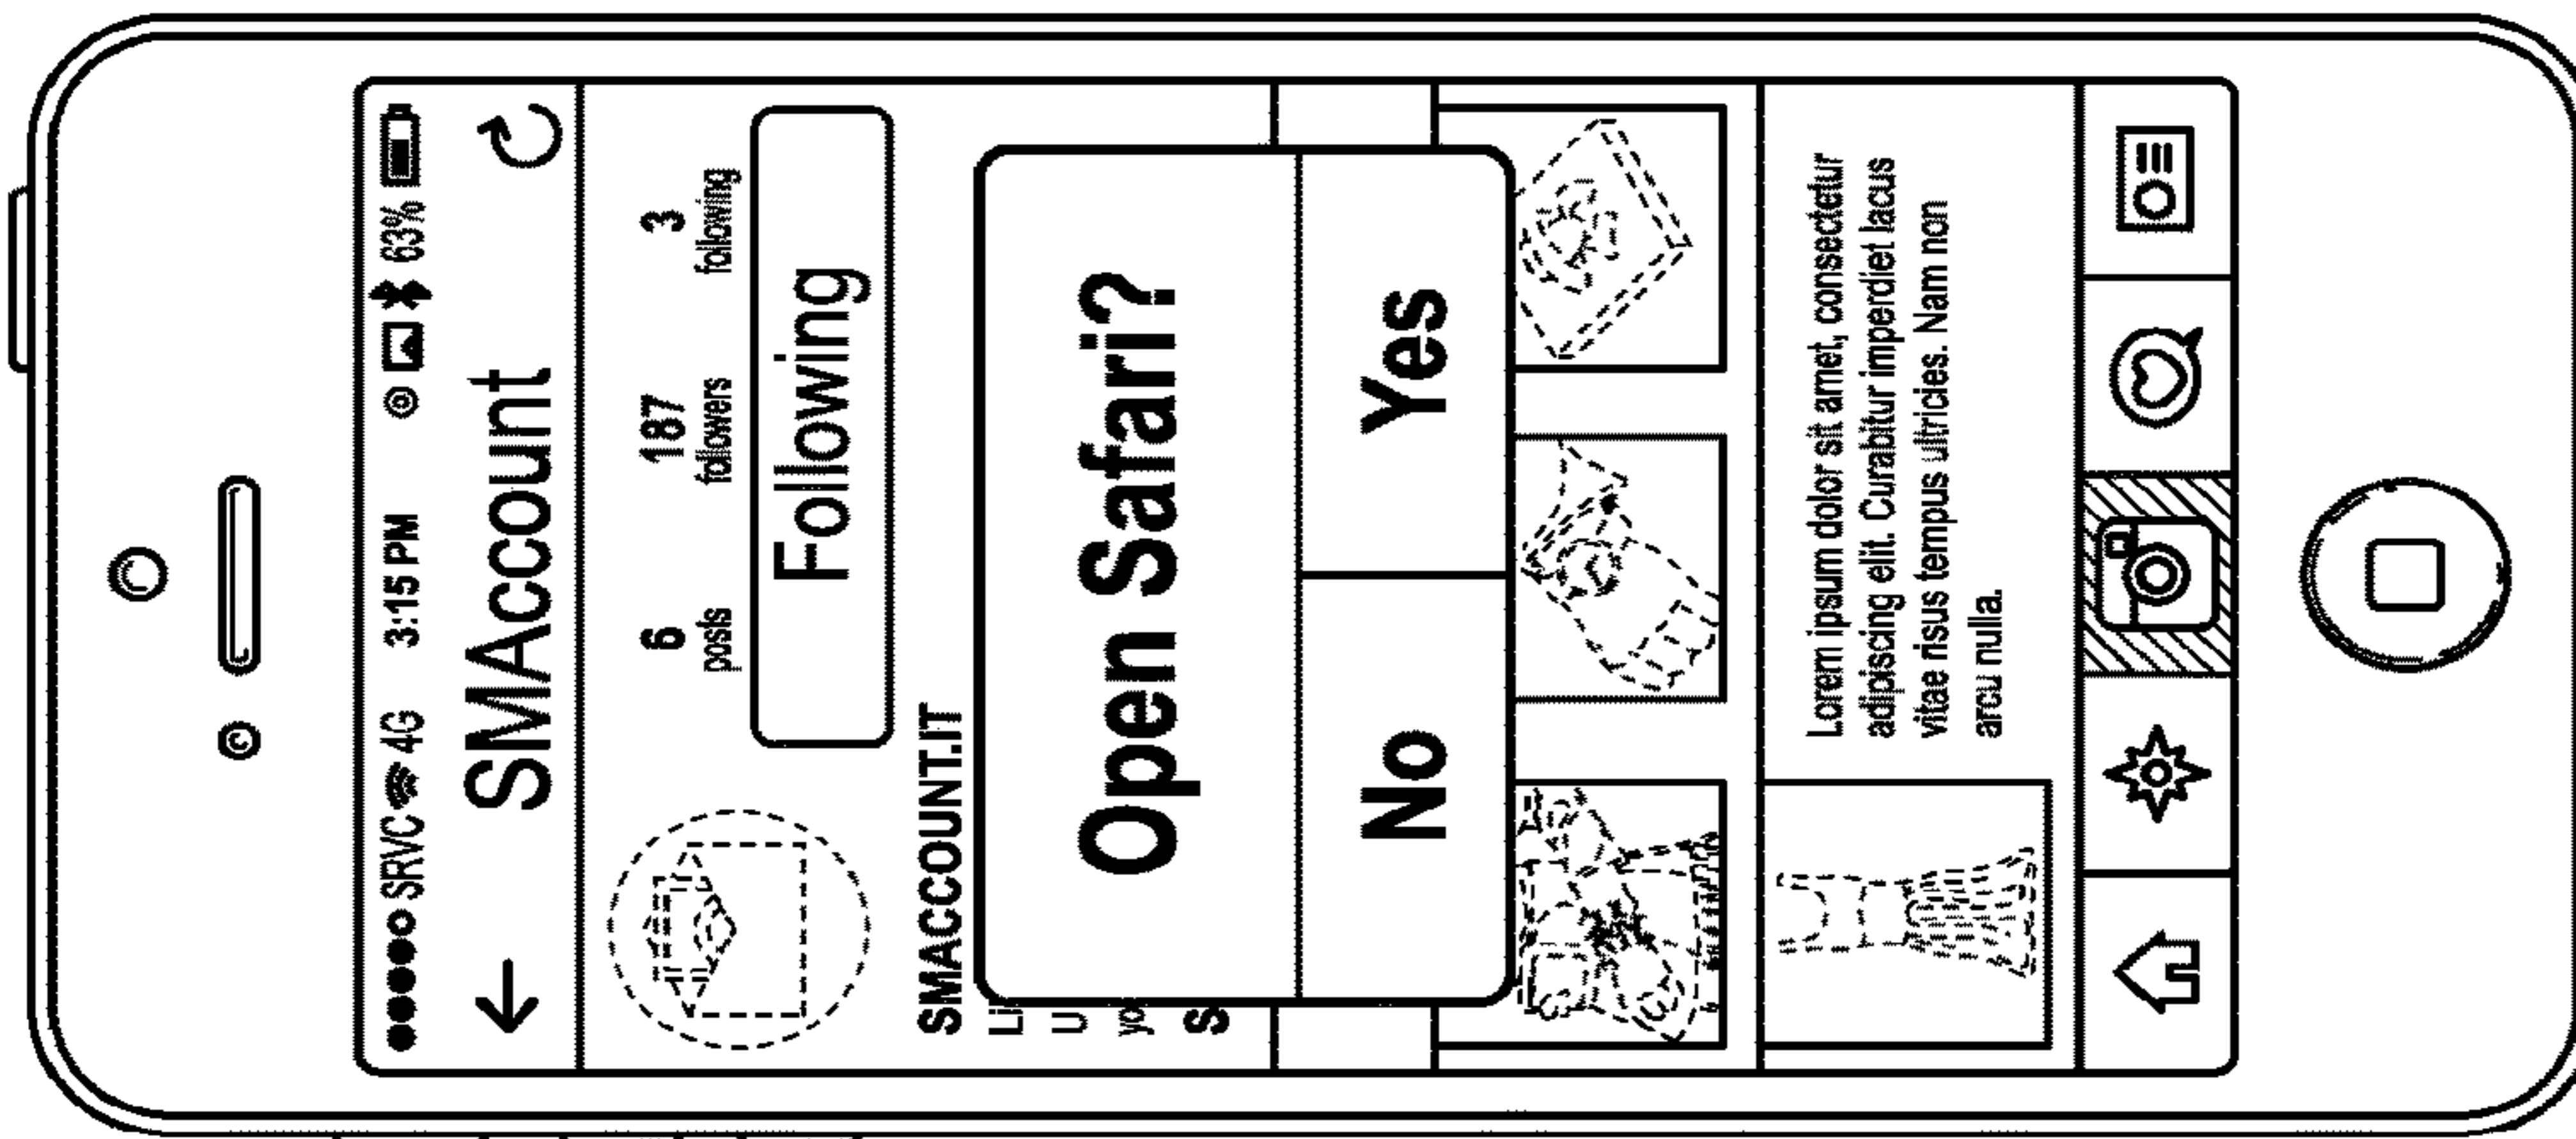 SRVC 4G 3:15 PM 63%
SMAccount
6 187 3
posts followers following
Following
SMACCOUNT.IT
Li
U
yo
S
Open Safari?
No Yes
Lorem ipsum dolor sit amet, consectetur
adipiscing elit. Curabitur imperdiet lacus
vitae risus tempus ultricies. Nam non
arcu nulla.